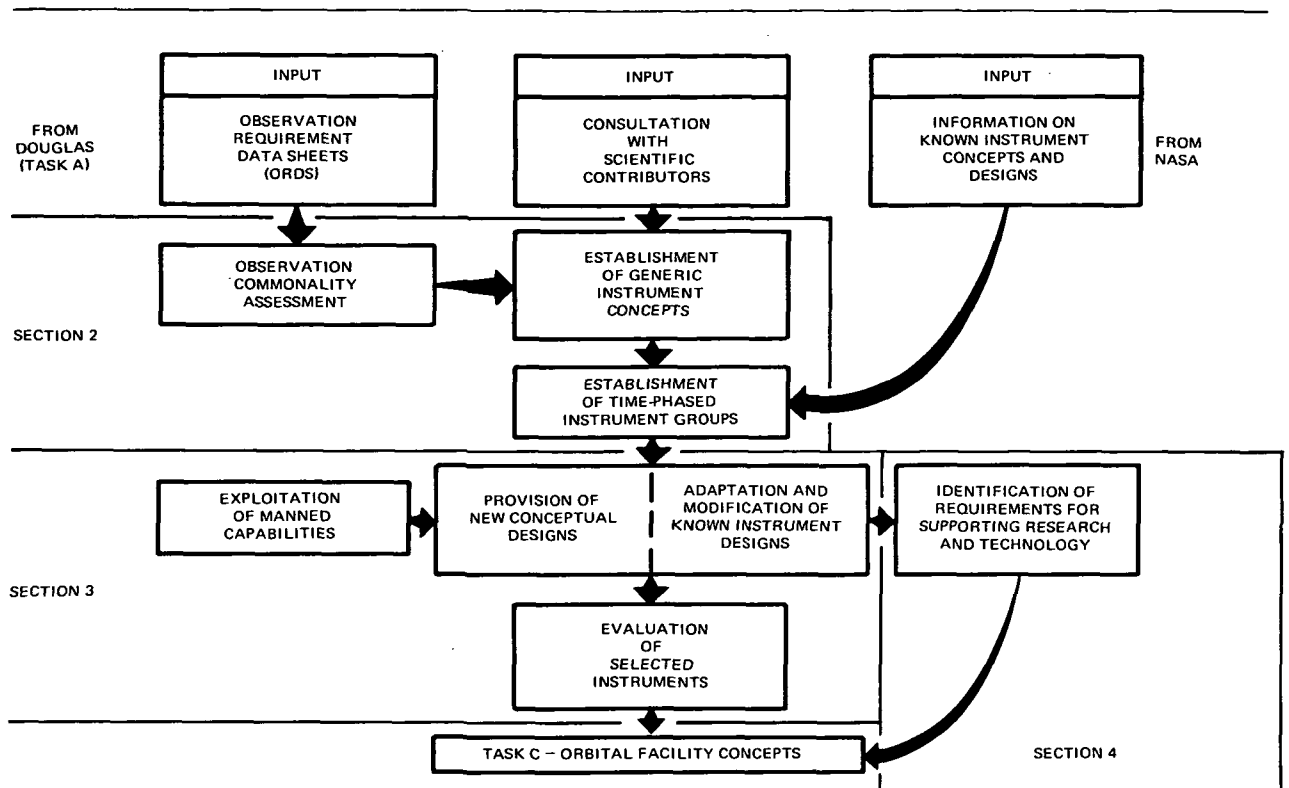 INPUT
OBSERVATION
REQUIREMENT
DATA SHEETS
(ORDS)
INPUT
CONSULTATION
WITH
SCIENTIFIC
CONTRIBUTORS
INPUT
INFORMATION ON
KNOWN INSTRUMENT
CONCEPTS AND
DESIGNS
FROM
DOUGLAS
(TASK A)
FROM
NASA
OBSERVATION
COMMONALITY
ASSESSMENT
ESTABLISHMENT
OF GENERIC
INSTRUMENT
CONCEPTS
SECTION 2
ESTABLISHMENT
OF TIME-PHASED
INSTRUMENT GROUPS
EXPLOITATION
OF MANNED
CAPABILITIES
PROVISION OF
NEW CONCEPTUAL
DESIGNS
ADAPTATION AND
MODIFICATION OF
KNOWN INSTRUMENT
DESIGNS
IDENTIFICATION OF
REQUIREMENTS FOR
SUPPORTING RESEARCH
AND TECHNOLOGY
SECTION 3
EVALUATION
OF
SELECTED
INSTRUMENTS
TASK C – ORBITAL FACILITY CONCEPTS
SECTION 4